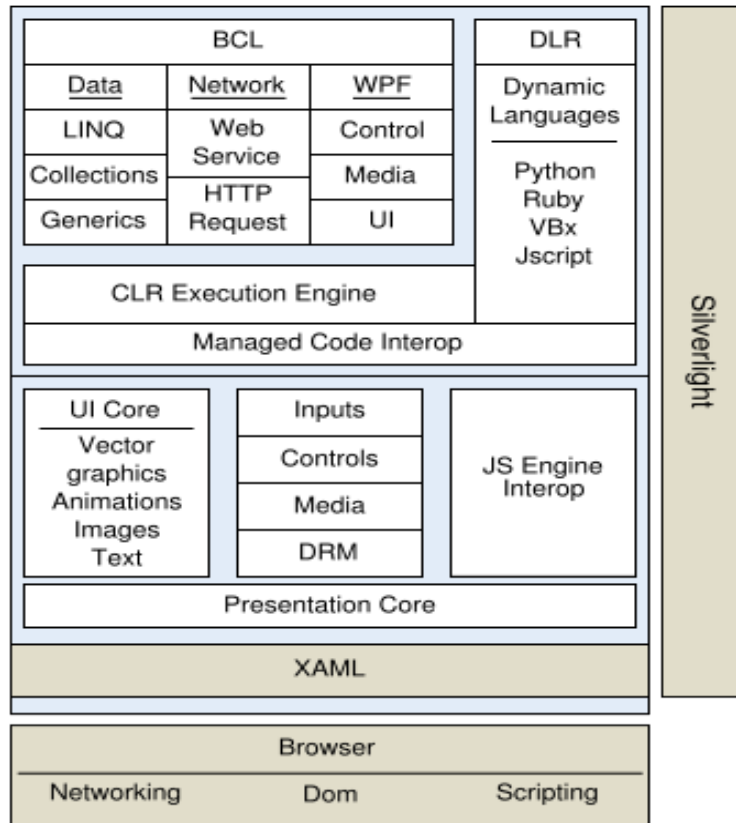 BCL
DLR
Data
Network
WPF
LINQ
Collections
Generics
Web
Service
HTTP
Request
Control
Media
UI
Dynamic
Languages
Python
Ruby
VBx
Jscript
CLR Execution Engine
Managed Code Interop
UI Core
Vector
graphics
Animations
Images
Text
Inputs
Controls
Media
DRM
JS Engine
Interop
Presentation Core
XAML
Silverlight
Browser
Networking
Dom
Scripting